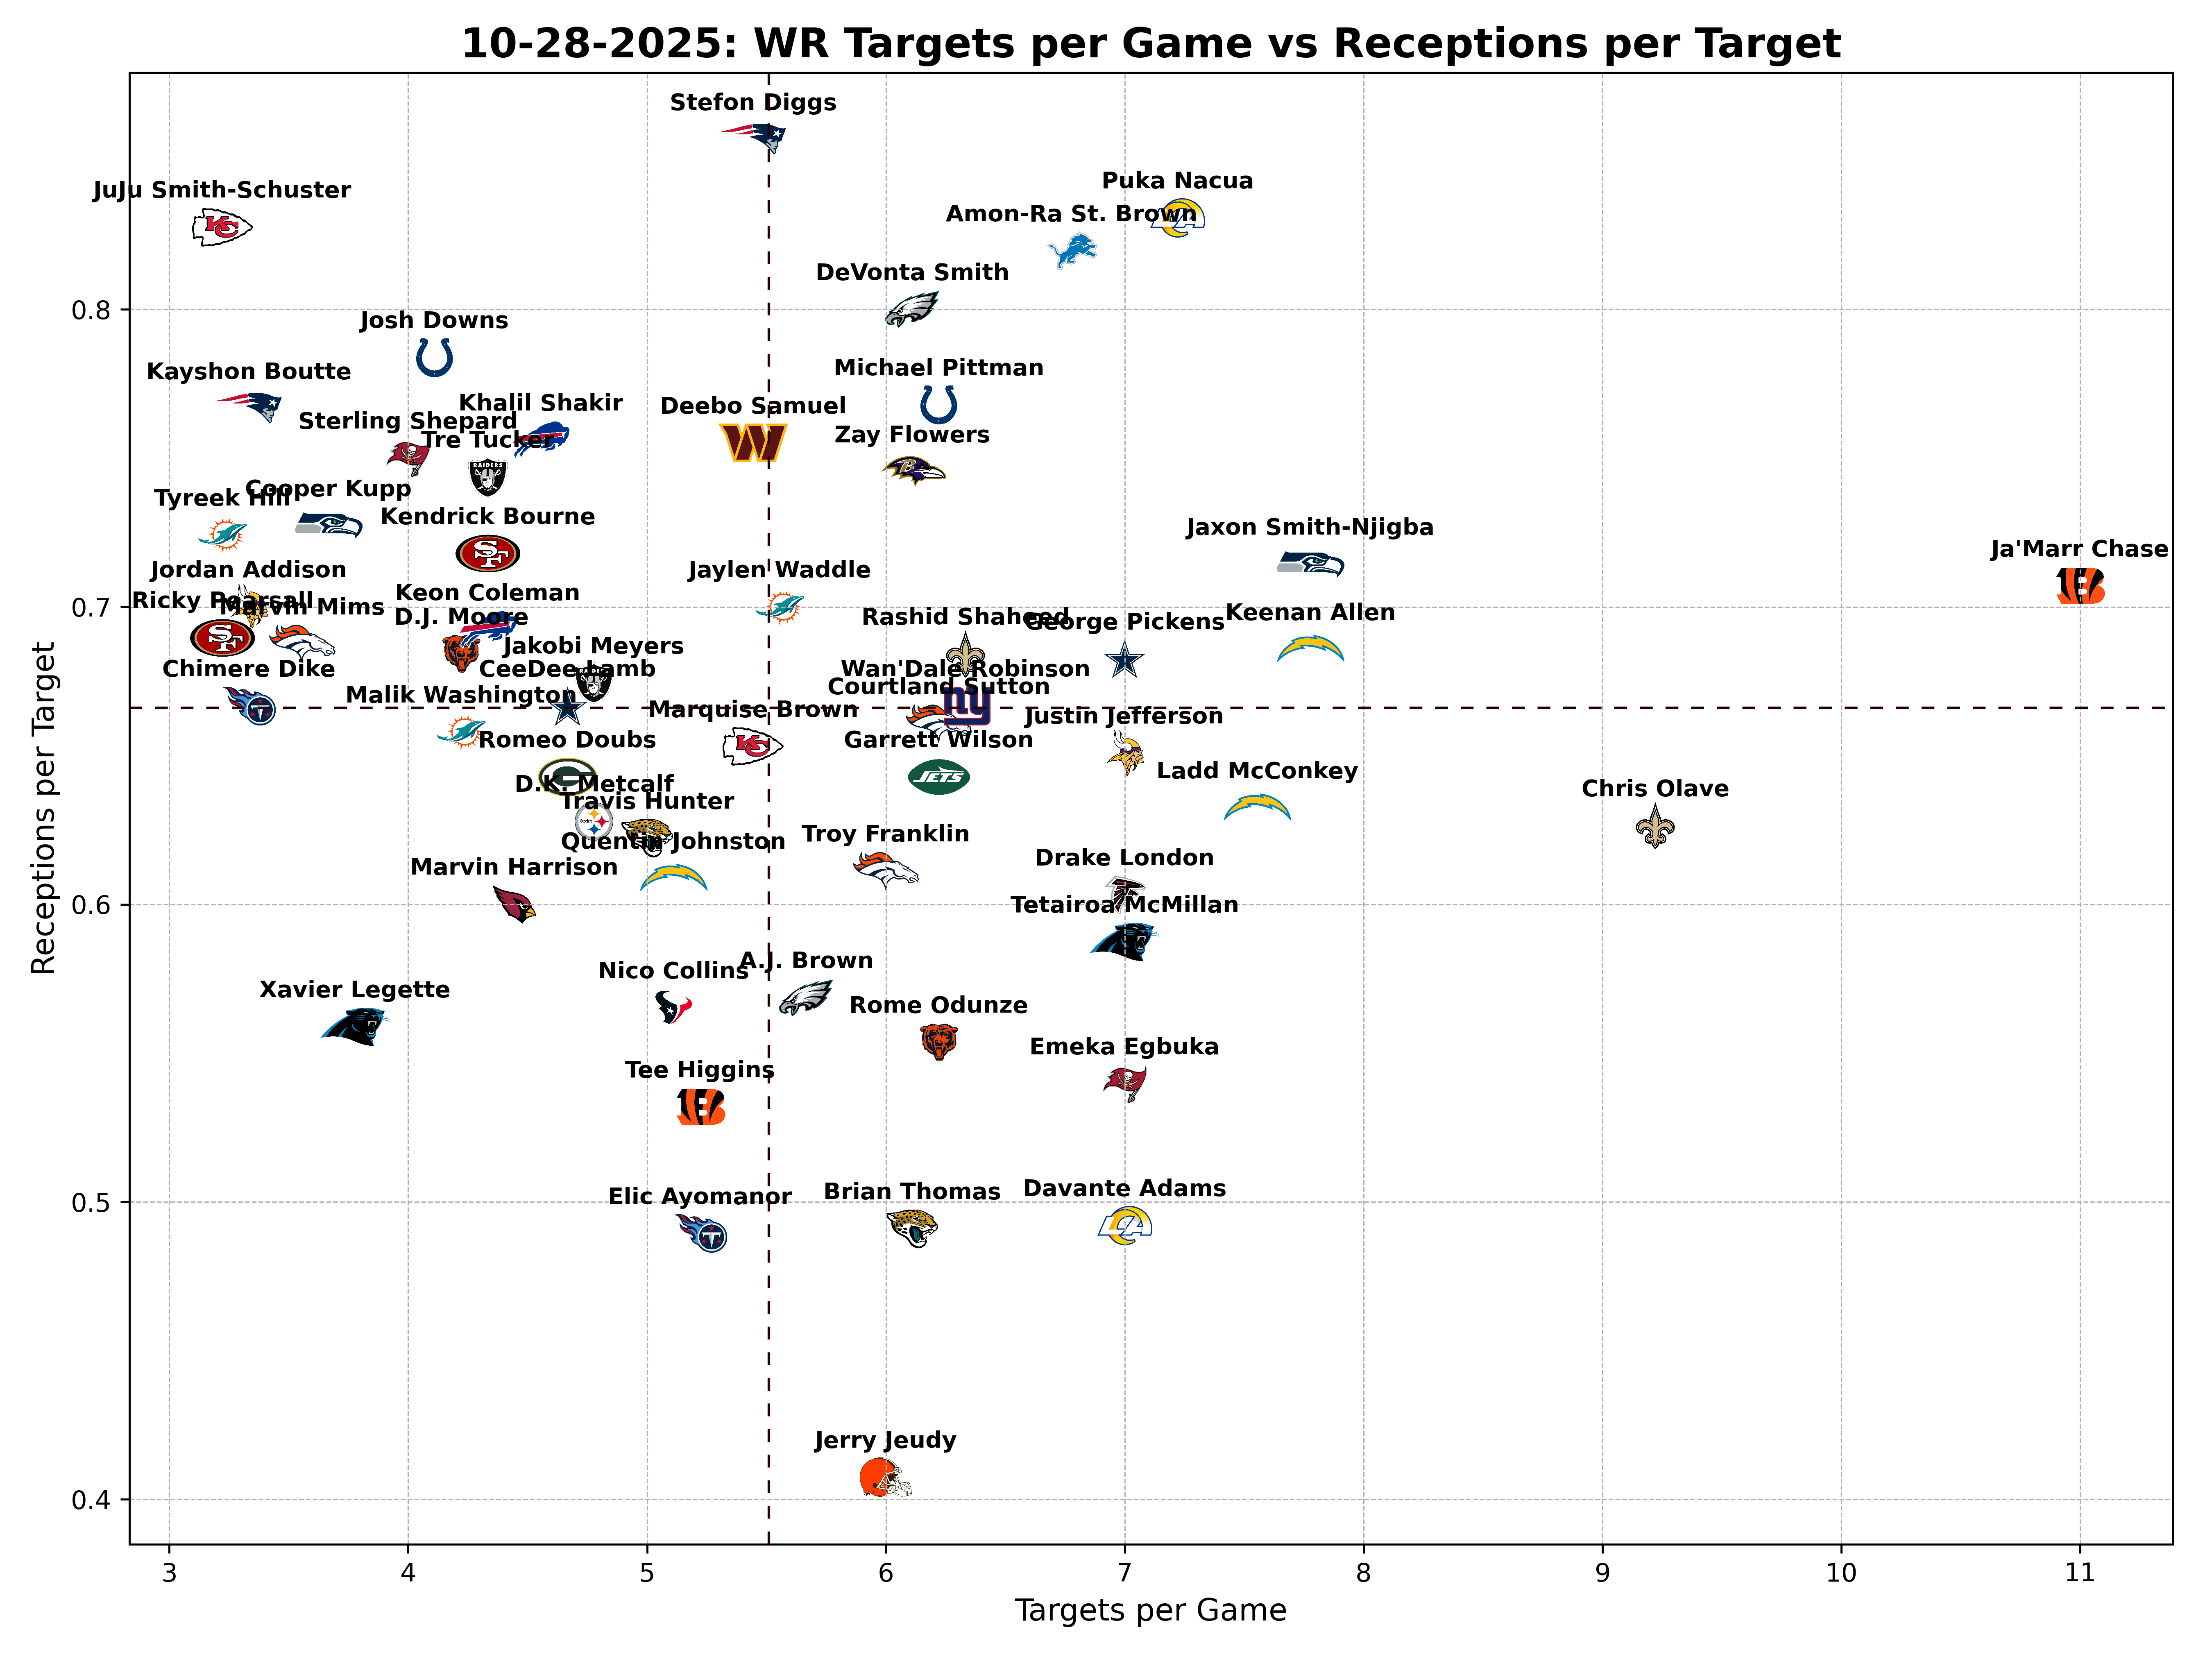 10-28-2025: WR Targets per Game vs Receptions per Target
Stefon Diggs
Puka Nacua
JuJu Smith-Schuster
Amon-Ra St. Brown
DeVonta Smith
Josh Downs
Michael Pittman
Kayshon Boutte
Khalil Shakir
Deebo Samuel
Sterling Shepard
Zay Flowers
Tre Tucker
RAIDERS
Cooper Kupp
Tyreek Hill
Kendrick Bourne
Jaxon Smith-Njigba
Ja'Marr Chase
Jordan Addison
Jaylen Waddle
Keon Coleman
Ricky Pearsall
Marvin Mims
Keenan Allen
D.J. Moore
Rashid Shaheed
George Pickens
Jakobi Meyers
Chimere Dike
CeeDee Lamb
Wan'Dale Robinson
Courtland Sutton
Malik Washington
Marquise Brown
Justin Jefferson
Romeo Doubs
Garrett Wilson
JETS
Ladd McConkey
D.K. Metcalf
Chris Olave
Travis Hunter
Troy Franklin
Quentin Johnston
Drake London
Marvin Harrison
Tetairoa McMillan
A.J. Brown
Nico Collins
Xavier Legette
Rome Odunze
Emeka Egbuka
Tee Higgins
Davante Adams
Brian Thomas
Elic Ayomanor
Jerry Jeudy
0.8
0.7
0.6
0.5
0.4
Receptions per Target
3 4 5 6 7 8 9 10 11
Targets per Game